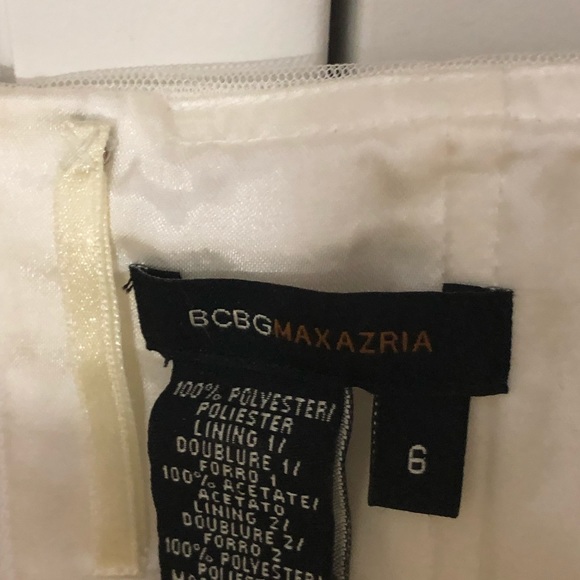 BCBGMAXAZRIA
6
100% POLYESTER/
POLIESTER
LINING 1/
DOUBLURE 1/
FORRO 1
100% ACETATE/
ACETATO
LINING 2/
DOUBLURE 2/
FORRO 2
100% POLYESTER/
POLIESTER